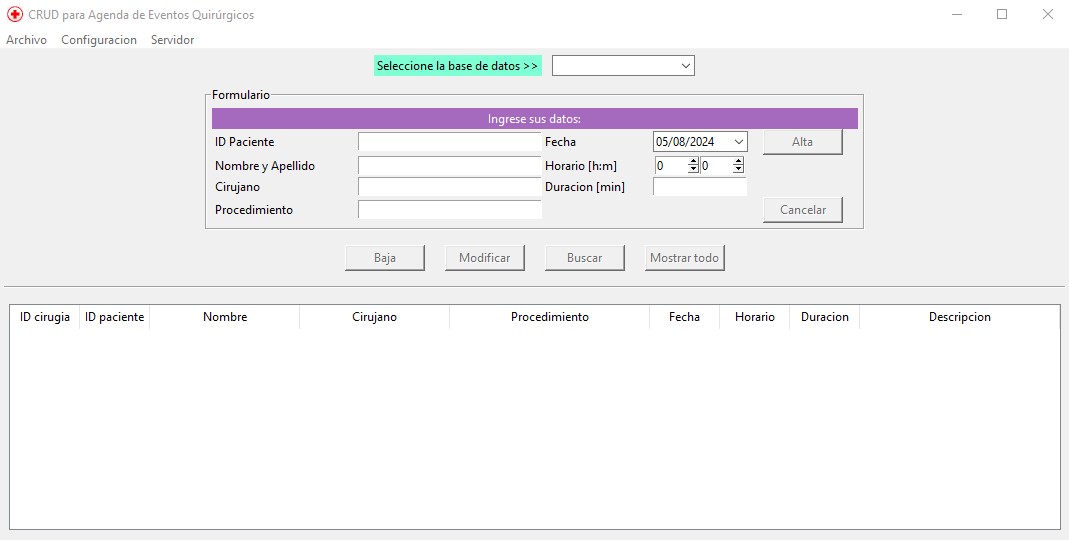 CRUD para Agenda de Eventos Quirúrgicos
Archivo Configuracion Servidor
Seleccione la base de datos >>
Formulario
Ingrese sus datos:
ID Paciente Fecha 05/08/2024 Alta
Nombre y Apellido Horario [h:m] 0 0
Cirujano Duracion [min]
Procedimiento Cancelar
Baja Modificar Buscar Mostrar todo
ID cirugia ID paciente Nombre Cirujano Procedimiento Fecha Horario Duracion Descripcion